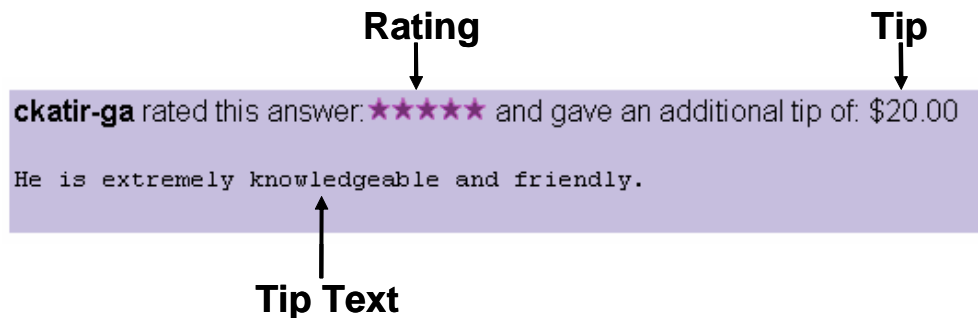 Rating Tip
ckatir-ga rated this answer: ★★★★★ and gave an additional tip of: $20.00
He is extremely knowledgeable and friendly.
Tip Text